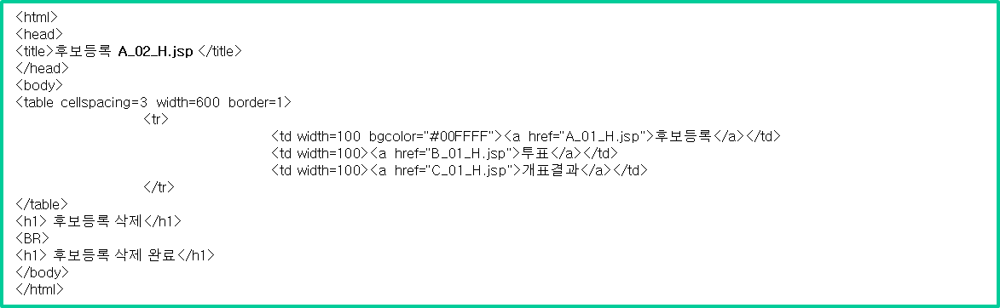 <html>
<head>
<title>후보등록 A_02_H.jsp </title>
</head>
<body>
<table cellspacing=3 width=600 border=1>
<tr>
<td width=100 bgcolor="#00FFFF"><a href="A_01_H.jsp">후보등록</a></td>
<td width=100><a href="B_01_H.jsp">투표</a></td>
<td width=100><a href="C_01_H.jsp">개표결과</a></td>
</tr>
</table>
<h1> 후보등록 삭제</h1>
<BR>
<h1> 후보등록 삭제 완료</h1>
</body>
</html>